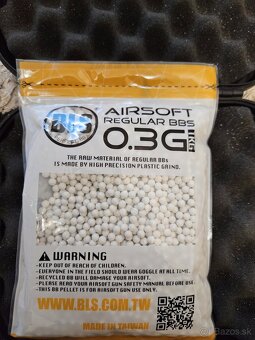 BLS
AIRSOFT
REGULAR BBS
0.3G
1KG
THE RAW MATERIAL OF REGULAR BBs
IS MADE BY HIGH PRECISION PLASTIC GRIND.
WARNING
-KEEP OUT OF REACH OF CHILDREN.
-EVERYONE IN THE FIELD SHOULD WEAR GOGGLE AT ALL TIME.
-RECYCLED BB WILL DAMAGE YOUR AIRSOFT.
-PLEASE READ YOUR AIRSOFT GUN SAFETY MANUAL BEFORE USE.
-THIS BB PELLET IS FOR AIRSOFT GUN USE ONLY.
WWW.BLS.COM.TW
MADE IN TAIWAN